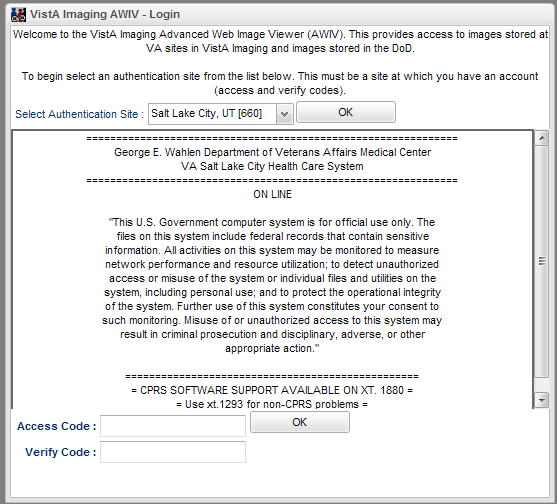 VistA Imaging AWIV - Login
Welcome to the VistA Imaging Advanced Web Image Viewer (AWIV). This provides access to images stored at
VA sites in VistA Imaging and images stored in the DoD.
To begin select an authentication site from the list below. This must be a site at which you have an account
(access and verify codes).
Select Authentication Site : Salt Lake City, UT [660] OK
==============================================================
George E. Wahlen Department of Veterans Affairs Medical Center
VA Salt Lake City Health Care System
==============================================================
ON LINE
"This U.S. Government computer system is for official use only. The
files on this system include federal records that contain sensitive
information. All activities on this system may be monitored to measure
network performance and resource utilization; to detect unauthorized
access or misuse of the system or individual files and utilities on the
system, including personal use; and to protect the operational integrity
of the system. Further use of this system constitutes your consent to
such monitoring. Misuse of or unauthorized access to this system may
result in criminal prosecution and disciplinary, adverse, or other
appropriate action."
=================================================
= CPRS SOFTWARE SUPPORT AVAILABLE ON XT. 1880 =
= Use xt.1293 for non-CPRS problems =
Access Code : OK
Verify Code :